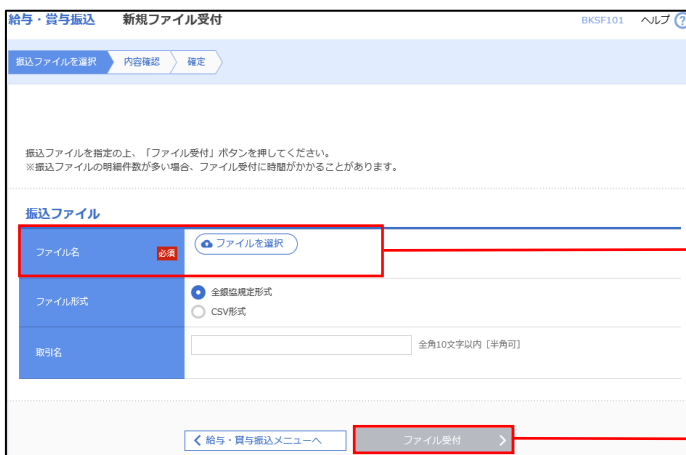 給与・賞与振込 新規ファイル受付 BKSF101 ヘルプ ?
振込ファイルを選択 内容確認 確定
振込ファイルを指定の上、「ファイル受付」ボタンを押してください。
※振込ファイルの明細件数が多い場合、ファイル受付に時間がかかることがあります。
振込ファイル
ファイル名 必須 ファイルを選択
ファイル形式 全銀協規定形式
CSV形式
取引名 全角10文字以内 [半角可]
給与・賞与振込メニューへ ファイル受付